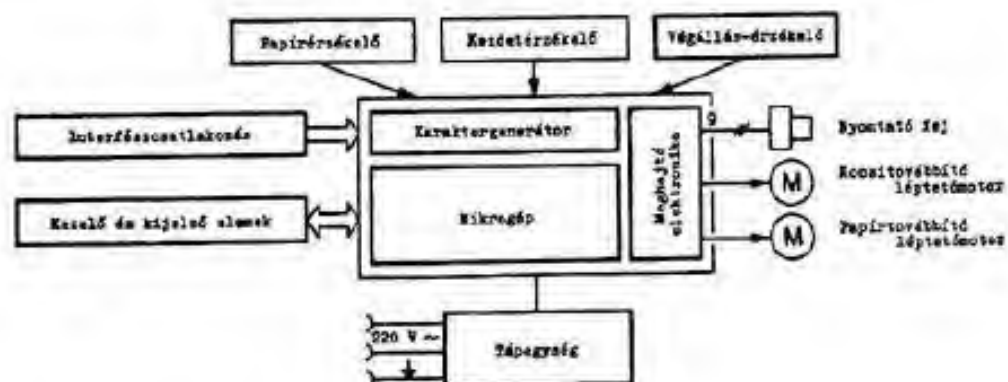 Papírérzékelő
Kezdetérzékelő
Végállás-érzékelő
Interfészcsatlakozás
Karaktergenerátor
Meghajtó
elektronika
9
Nyomtató fej
Kocsitovábbító
léptetőmotor
M
Kezelő és kijelző elemek
Mikrogép
Papírtovábbító
léptetőmotor
M
220 V ~
Tápegység